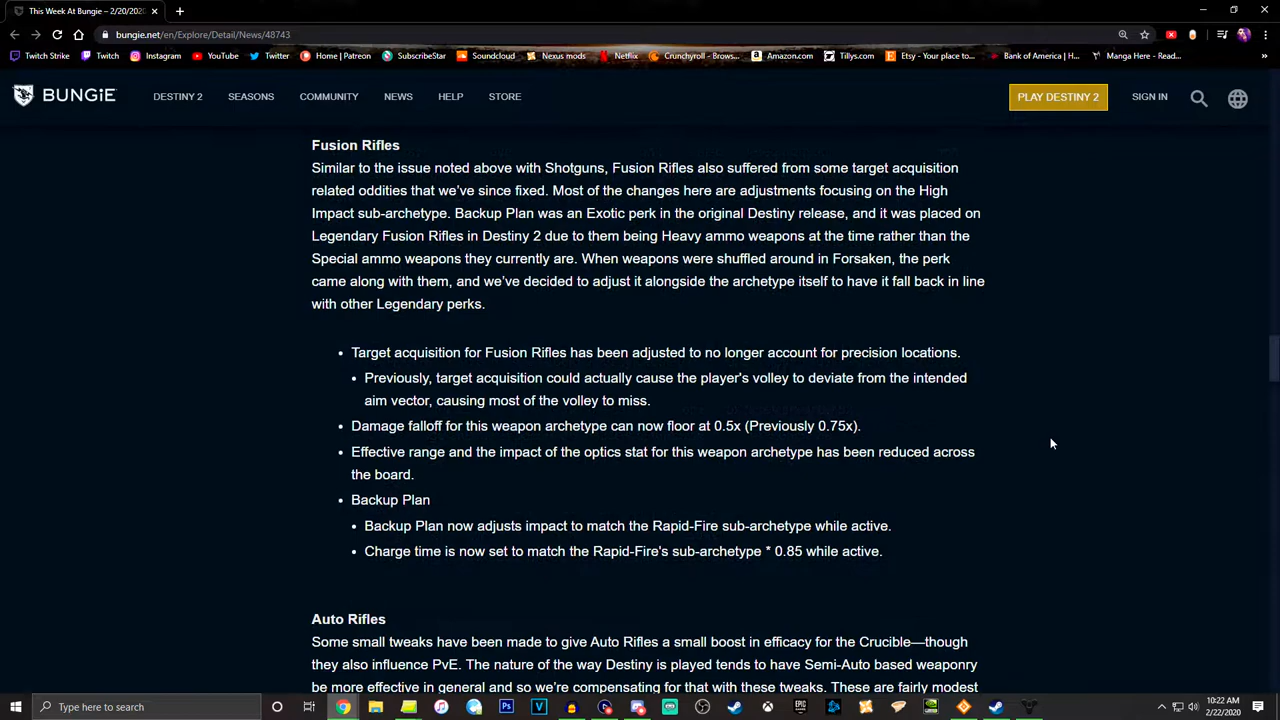 This Week At Bungie – 2/20/2020
bungie.net/en/Explore/Detail/News/48743
Twitch Strike
Twitch
Instagram
YouTube
Twitter
Home | Patreon
SubscribeStar
Soundcloud
Nexus mods
Netflix
Crunchyroll - Brows...
Amazon.com
Tillys.com
Etsy - Your place to...
Bank of America | H...
Manga Here - Read...
BUNGiE
DESTINY 2
SEASONS
COMMUNITY
NEWS
HELP
STORE
PLAY DESTINY 2
SIGN IN
Fusion Rifles
Similar to the issue noted above with Shotguns, Fusion Rifles also suffered from some target acquisition
related oddities that we’ve since fixed. Most of the changes here are adjustments focusing on the High
Impact sub-archetype. Backup Plan was an Exotic perk in the original Destiny release, and it was placed on
Legendary Fusion Rifles in Destiny 2 due to them being Heavy ammo weapons at the time rather than the
Special ammo weapons they currently are. When weapons were shuffled around in Forsaken, the perk
came along with them, and we’ve decided to adjust it alongside the archetype itself to have it fall back in line
with other Legendary perks.
• Target acquisition for Fusion Rifles has been adjusted to no longer account for precision locations.
• Previously, target acquisition could actually cause the player's volley to deviate from the intended
aim vector, causing most of the volley to miss.
• Damage falloff for this weapon archetype can now floor at 0.5x (Previously 0.75x).
• Effective range and the impact of the optics stat for this weapon archetype has been reduced across
the board.
• Backup Plan
• Backup Plan now adjusts impact to match the Rapid-Fire sub-archetype while active.
• Charge time is now set to match the Rapid-Fire's sub-archetype * 0.85 while active.
Auto Rifles
Some small tweaks have been made to give Auto Rifles a small boost in efficacy for the Crucible—though
they also influence PvE. The nature of the way Destiny is played tends to have Semi-Auto based weaponry
be more effective in general and so we’re compensating for that with these tweaks. These are fairly modest
Type here to search
10:22 AM
2/22/2020